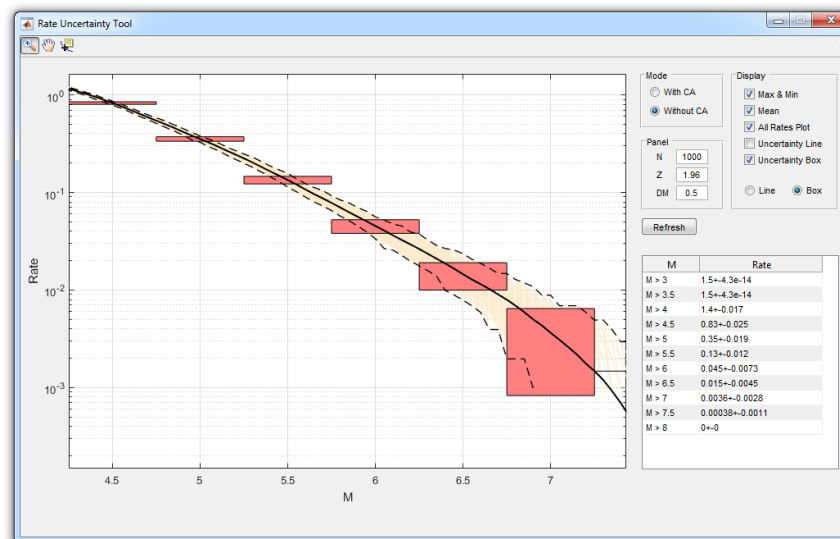 Rate Uncertainty Tool
Mode
With CA
Without CA
Display
Max & Min
Mean
All Rates Plot
Uncertainty Line
Uncertainty Box
Line Box
Panel
N 1000
Z 1.96
DM 0.5
Refresh
M Rate
M > 3 1.5+-4.3e-14
M > 3.5 1.5+-4.3e-14
M > 4 1.4+-0.017
M > 4.5 0.83+-0.025
M > 5 0.35+-0.019
M > 5.5 0.13+-0.012
M > 6 0.045+-0.0073
M > 6.5 0.015+-0.0045
M > 7 0.0036+-0.0028
M > 7.5 0.00038+-0.0011
M > 8 0+-0
Rate
10⁰
10⁻¹
10⁻²
10⁻³
4.5 5 5.5 6 6.5 7
M